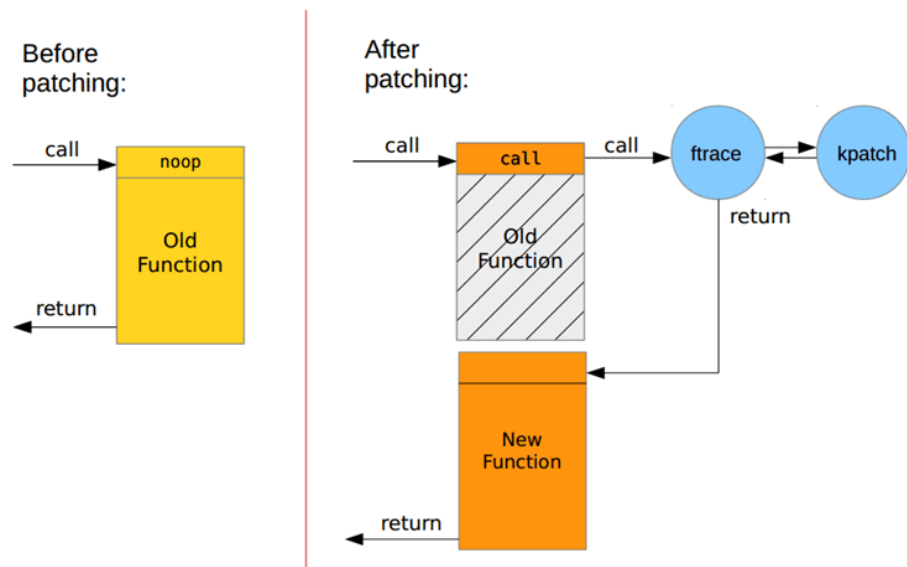 Before
patching:
call
noop
Old
Function
return
After
patching:
call
call
call
ftrace
kpatch
return
Old
Function
New
Function
return